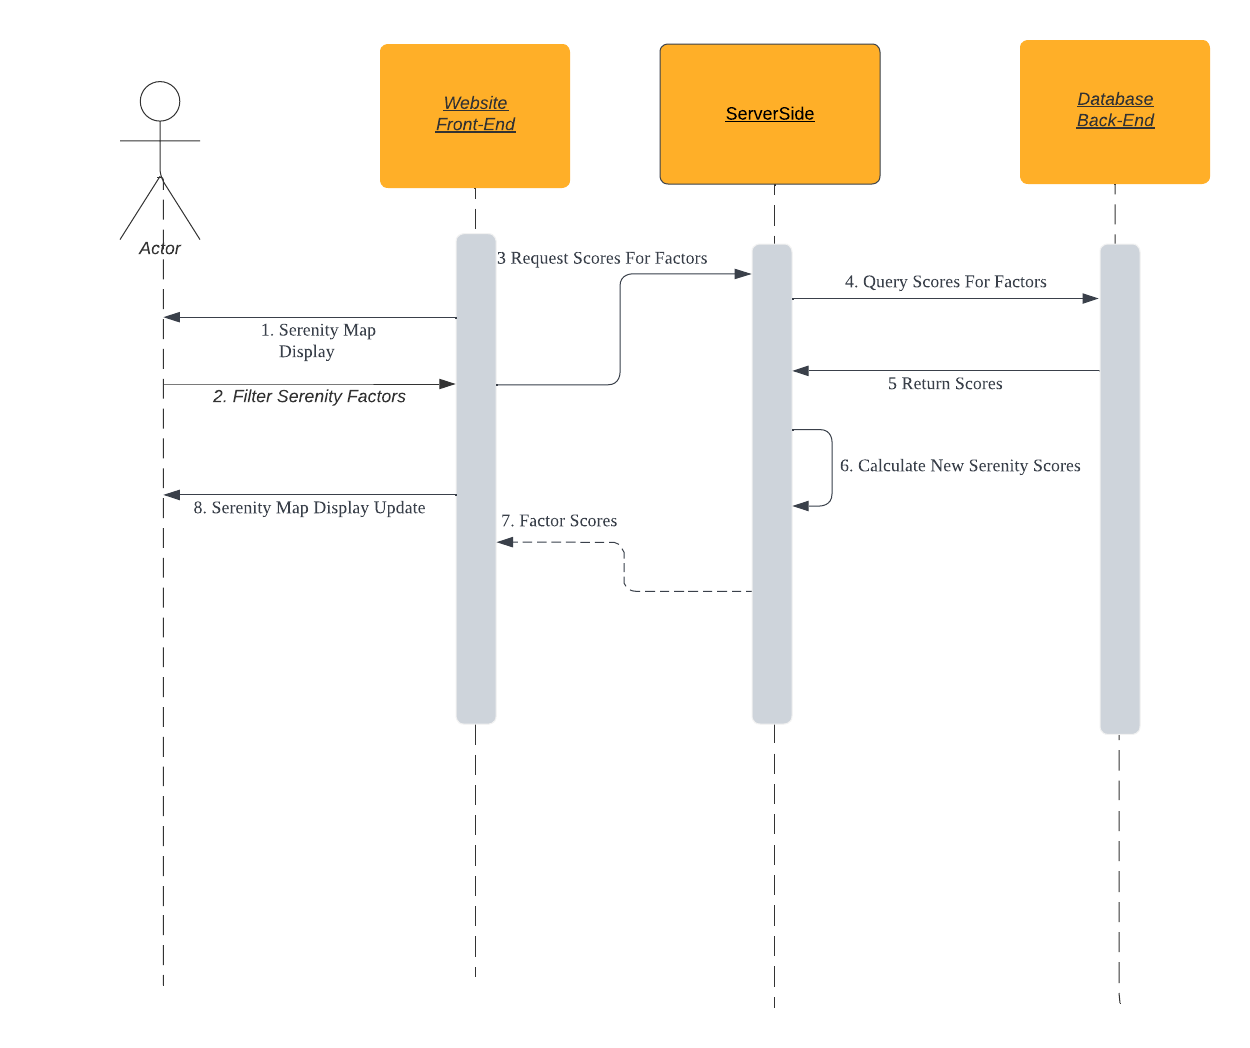 Website
Front-End
ServerSide
Database
Back-End
Actor
3 Request Scores For Factors
4. Query Scores For Factors
1. Serenity Map
Display
2. Filter Serenity Factors
5 Return Scores
6. Calculate New Serenity Scores
8. Serenity Map Display Update
7. Factor Scores